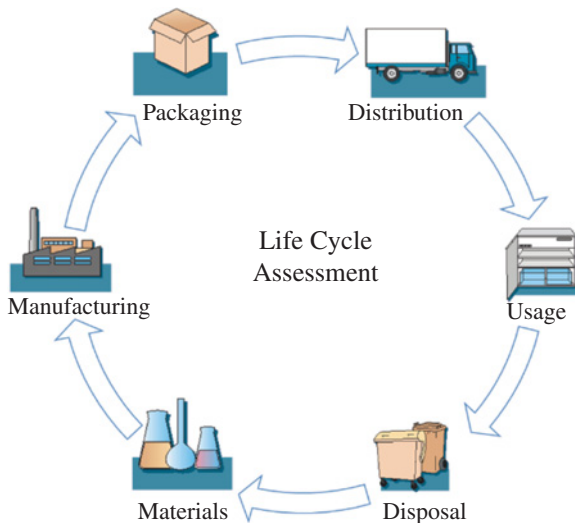 Packaging
Distribution
Life Cycle
Assessment
Manufacturing
Usage
Materials
Disposal